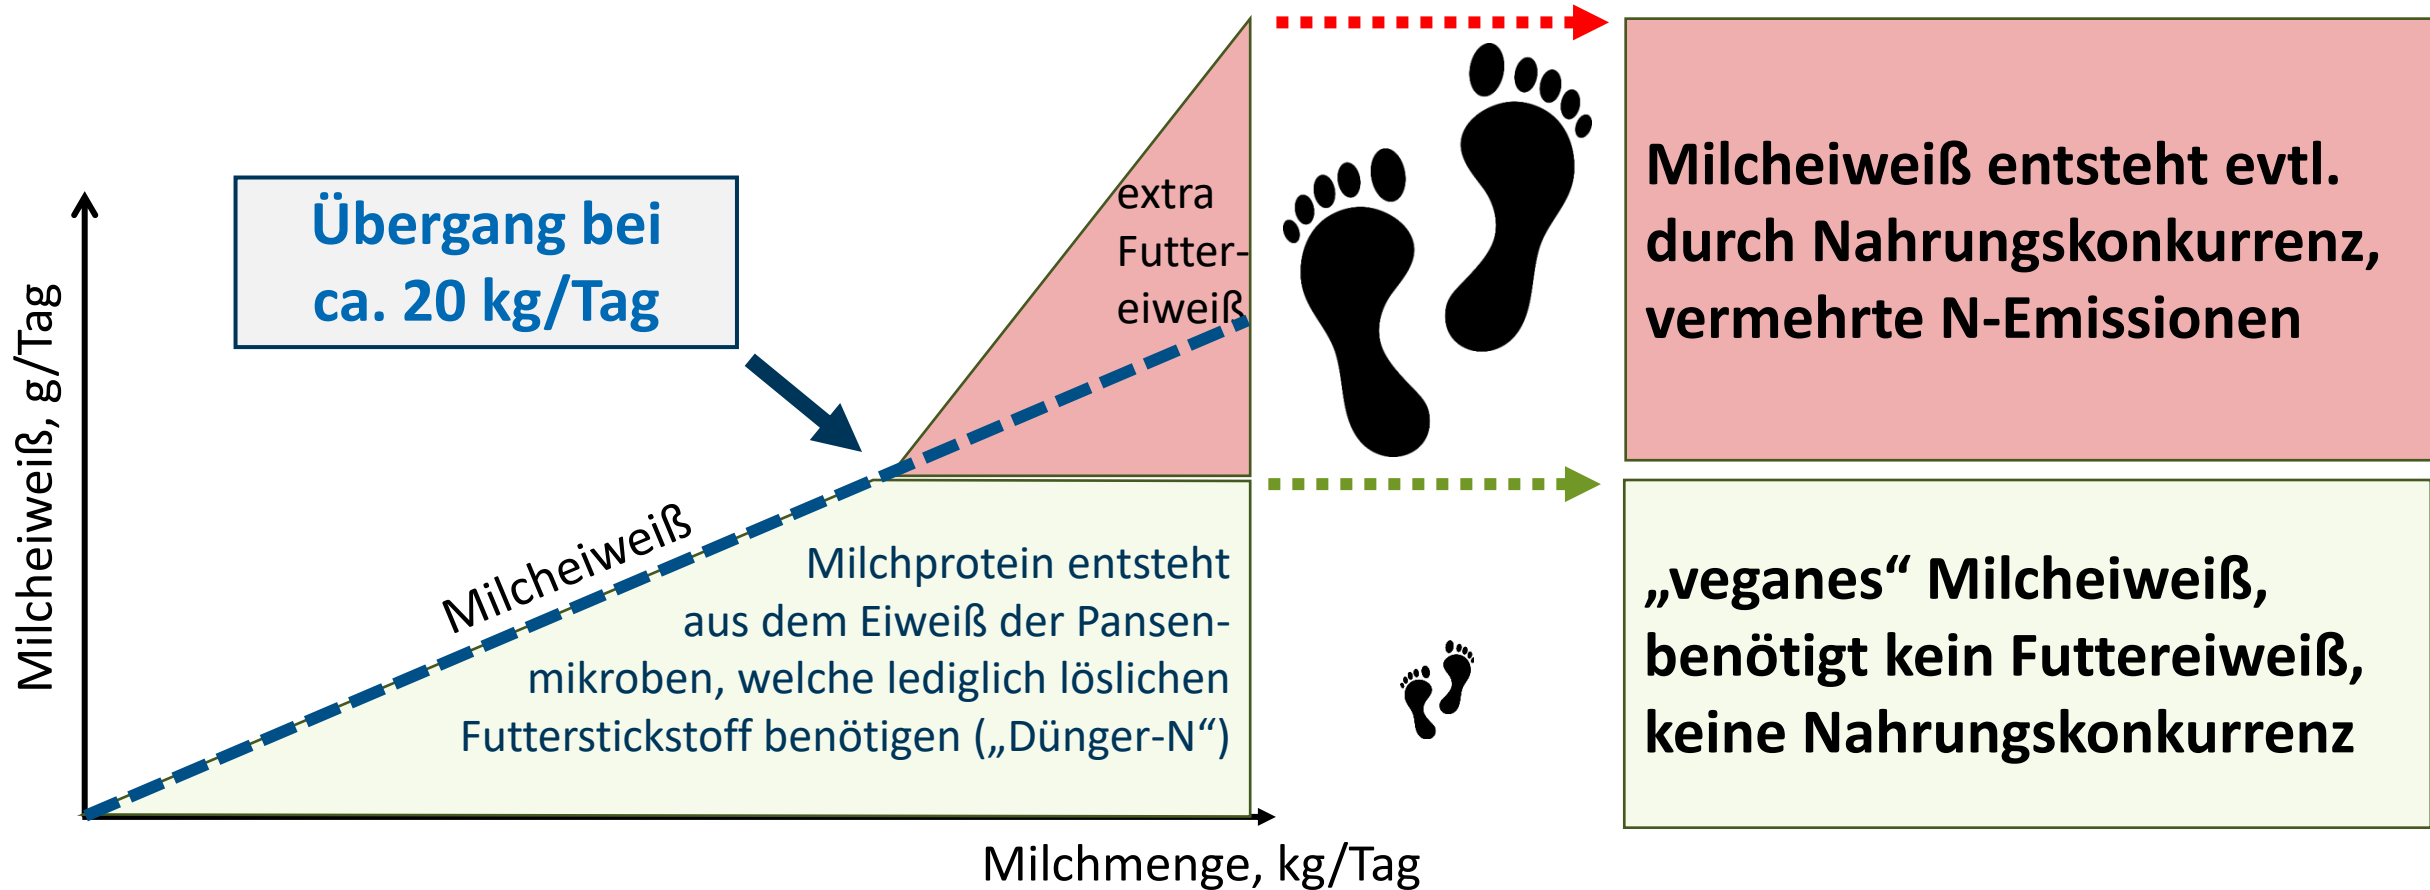 Milcheiweiß, g/Tag
Übergang bei
ca. 20 kg/Tag
Milcheiweiß
extra
Futter-
eiweiß
Milchprotein entsteht
aus dem Eiweiß der Pansen-
mikroben, welche lediglich löslichen
Futterstickstoff benötigen („Dünger-N“)
Milchmenge, kg/Tag
Milcheiweiß entsteht evtl.
durch Nahrungskonkurrenz,
vermehrte N-Emissionen
„veganes“ Milcheiweiß,
benötigt kein Futtereiweiß,
keine Nahrungskonkurrenz